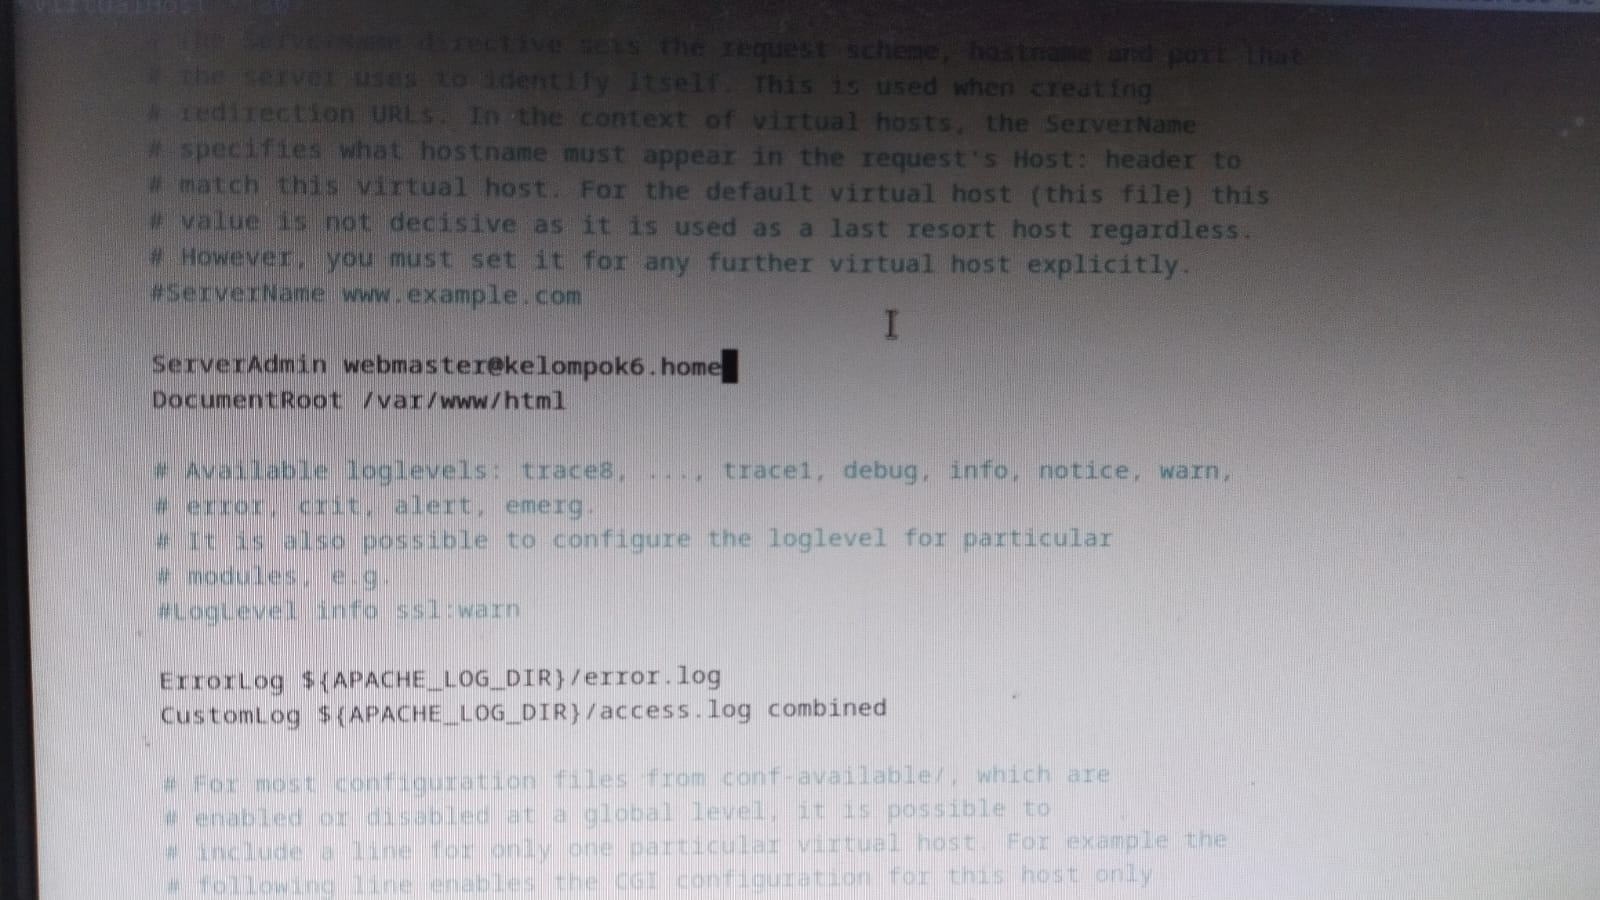 <VirtualHost *:80>
# The ServerName directive sets the request scheme, hostname and port that
# the server uses to identify itself. This is used when creating
# redirection URLs. In the context of virtual hosts, the ServerName
# specifies what hostname must appear in the request's Host: header to
# match this virtual host. For the default virtual host (this file) this
# value is not decisive as it is used as a last resort host regardless.
# However, you must set it for any further virtual host explicitly.
#ServerName www.example.com
ServerAdmin webmaster@kelompok6.home
DocumentRoot /var/www/html
# Available loglevels: trace8, ..., trace1, debug, info, notice, warn,
# error, crit, alert, emerg.
# It is also possible to configure the loglevel for particular
# modules, e.g.
#LogLevel info ssl:warn
ErrorLog ${APACHE_LOG_DIR}/error.log
CustomLog ${APACHE_LOG_DIR}/access.log combined
# For most configuration files from conf-available/, which are
# enabled or disabled at a global level, it is possible to
# include a line for only one particular virtual host. For example the
# following line enables the CGI configuration for this host only